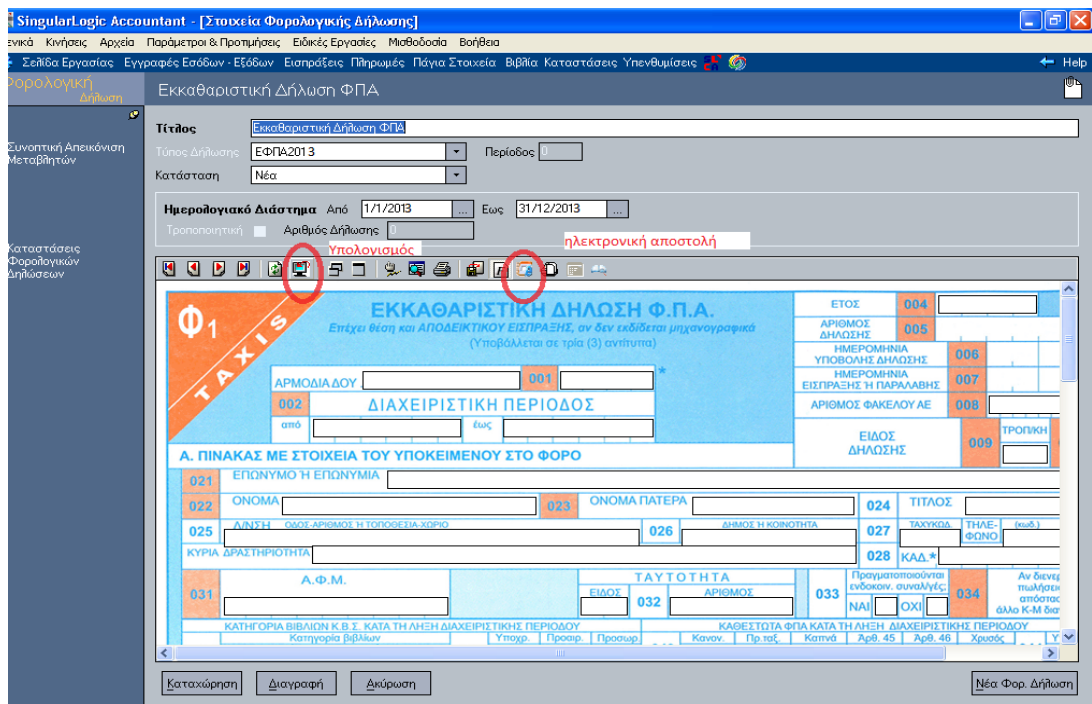 SingularLogic Accountant - [Στοιχεία Φορολογικής Δήλωσης]
ενικά Κινήσεις Αρχεία Παράμετροι & Προτιμήσεις Ειδικές Εργασίες Μισθοδοσία Βοήθεια
Σελίδα Εργασίας Εγγραφές Εσόδων - Εξόδων Εισπράξεις Πληρωμές Πάγια Στοιχεία Βιβλία Καταστάσεις Υπενθυμίσεις Help
Φορολογική
Δήλωση
Εκκαθαριστική Δήλωση ΦΠΑ
Τίτλος Εκκαθαριστική Δήλωση ΦΠΑ
Συνοπτική Απεικόνιση
Μεταβλητών
Τύπος Δήλωσης ΕΦΠΑ2013 Περίοδος 0
Κατάσταση Νέα
Ημερολογιακό Διάστημα Από 1/1/2013 ... Εως 31/12/2013 ...
Τροποποιητική Αριθμός Δήλωσης 0
Υπολογισμός ηλεκτρονική αποστολή
Καταστάσεις
Φορολογικών
Δηλώσεων
Φ1
TAXIS
ΕΚΚΑΘΑΡΙΣΤΙΚΗ ΔΗΛΩΣΗ Φ.Π.Α.
Επέχει θέση και ΑΠΟΔΕΙΚΤΙΚΟΥ ΕΙΣΠΡΑΞΗΣ, αν δεν εκδίδεται μηχανογραφικά
(Υποβάλλεται σε τρία (3) αντίτυπα)
ΕΤΟΣ 004
ΑΡΙΘΜΟΣ ΔΗΛΩΣΗΣ 005
ΗΜΕΡΟΜΗΝΙΑ ΥΠΟΒΟΛΗΣ ΔΗΛΩΣΗΣ 006
ΗΜΕΡΟΜΗΝΙΑ ΕΙΣΠΡΑΞΗΣ Ή ΠΑΡΑΛΑΒΗΣ 007
ΑΡΙΘΜΟΣ ΦΑΚΕΛΟΥ ΑΕ 008
ΕΙΔΟΣ ΔΗΛΩΣΗΣ 009 ΤΡΟΠ/ΚΗ
ΑΡΜΟΔΙΑ ΔΟΥ 001 *
002 ΔΙΑΧΕΙΡΙΣΤΙΚΗ ΠΕΡΙΟΔΟΣ
από έως
Α. ΠΙΝΑΚΑΣ ΜΕ ΣΤΟΙΧΕΙΑ ΤΟΥ ΥΠΟΚΕΙΜΕΝΟΥ ΣΤΟ ΦΟΡΟ
021 ΕΠΩΝΥΜΟ Ή ΕΠΩΝΥΜΙΑ
022 ΟΝΟΜΑ 023 ΟΝΟΜΑ ΠΑΤΕΡΑ 024 ΤΙΤΛΟΣ
025 Δ/ΝΣΗ ΟΔΟΣ-ΑΡΙΘΜΟΣ Ή ΤΟΠΟΘΕΣΙΑ-ΧΩΡΙΟ 026 ΔΗΜΟΣ Ή ΚΟΙΝΟΤΗΤΑ 027 ΤΑΧΥΚΩΔ. ΤΗΛΕ-ΦΩΝΟ (κωδ.)
ΚΥΡΙΑ ΔΡΑΣΤΗΡΙΟΤΗΤΑ 028 ΚΑΔ.*
031 Α.Φ.Μ. ΤΑΥΤΟΤΗΤΑ
ΕΙΔΟΣ 032 ΑΡΙΘΜΟΣ
033 Πραγματοποιούνται ενδοκοιν. συναλ/γές; ΝΑΙ ΟΧΙ
034 Αν διενερ πωλήσει αποστασ άλλο Κ-Μ διαν
ΚΑΤΗΓΟΡΙΑ ΒΙΒΛΙΩΝ Κ.Β.Σ. ΚΑΤΑ ΤΗ ΛΗΞΗ ΔΙΑΧΕΙΡΙΣΤΙΚΗΣ ΠΕΡΙΟΔΟΥ ΚΑΘΕΣΤΩΤΑ ΦΠΑ ΚΑΤΑ ΤΗ ΛΗΞΗ ΔΙΑΧΕΙΡΙΣΤΙΚΗΣ ΠΕΡΙΟΔΟΥ
Κατηγορία Βιβλίων Υποχρ. Προαιρ. Προσωρ. Κανον. Πρ.ταξ. Καπνά Άρθ. 45 Άρθ. 46 Χρυσός
Καταχώρηση Διαγραφή Ακύρωση Νέα Φορ. Δήλωση